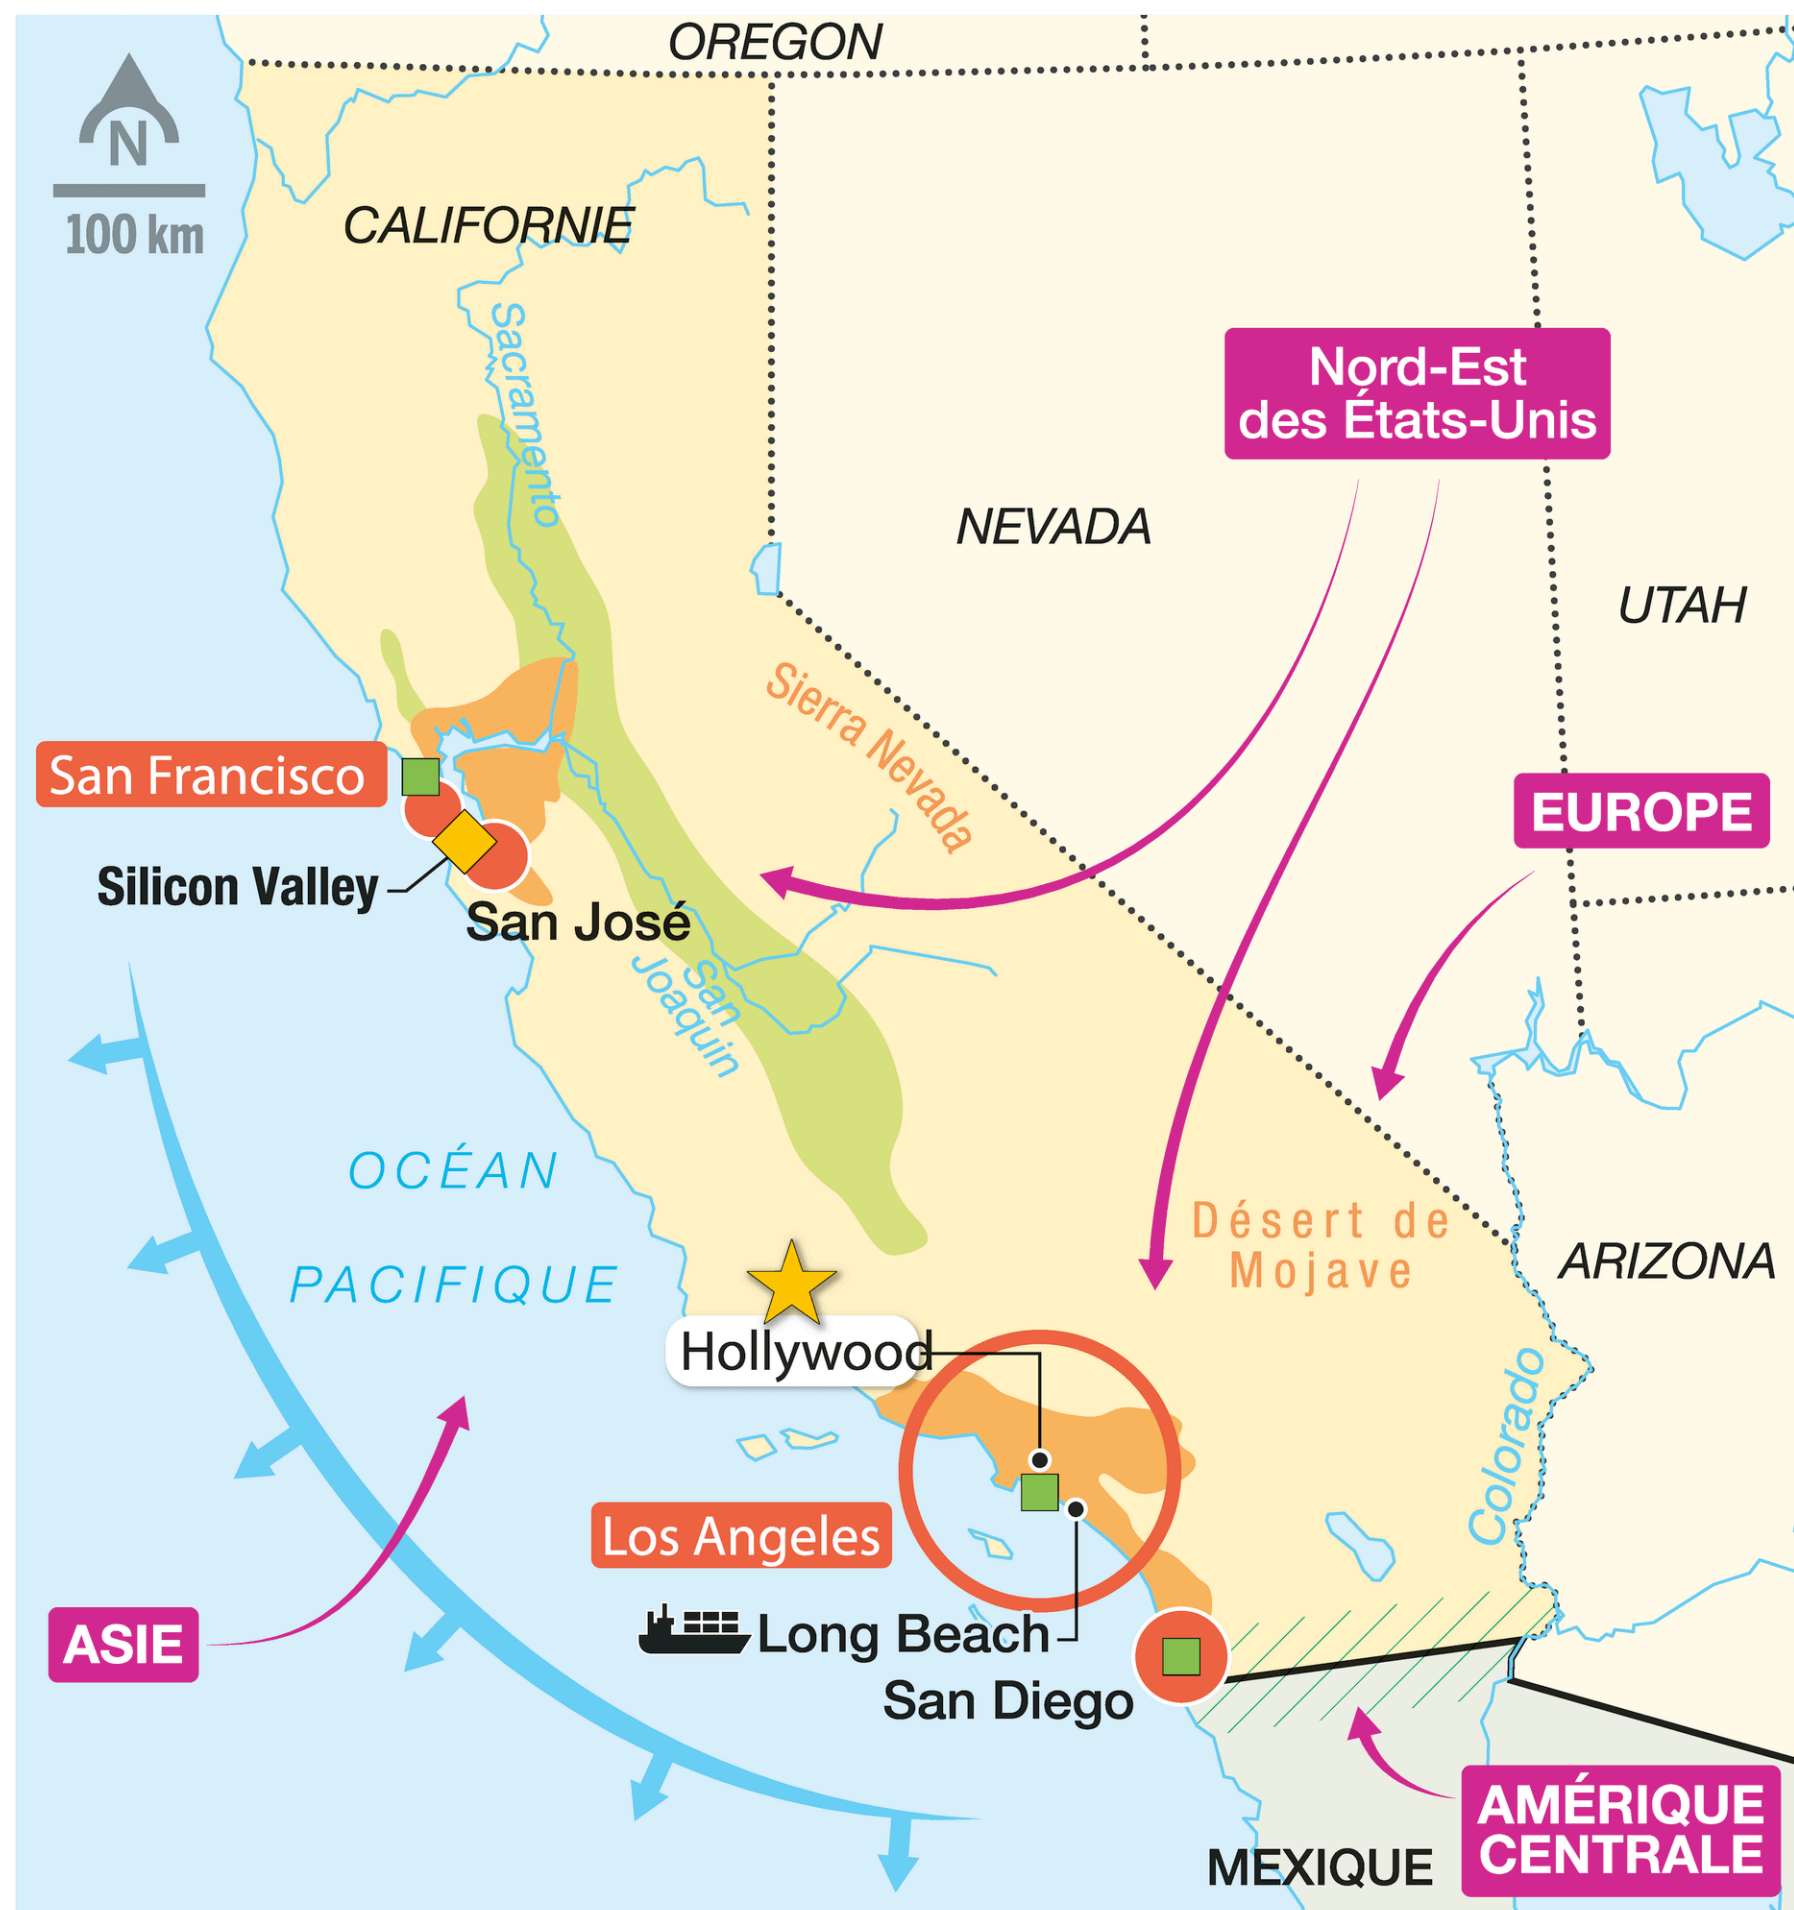 OREGON
N
100 km
CALIFORNIE
Sacramento
Nord-Est
des États-Unis
NEVADA
UTAH
Sierra Nevada
San Francisco
EUROPE
Silicon Valley
San José
San
Joaquin
OCÉAN
PACIFIQUE
Désert de
Mojave
ARIZONA
Hollywood
Colorado
Los Angeles
ASIE
Long Beach
San Diego
AMÉRIQUE
CENTRALE
MEXIQUE